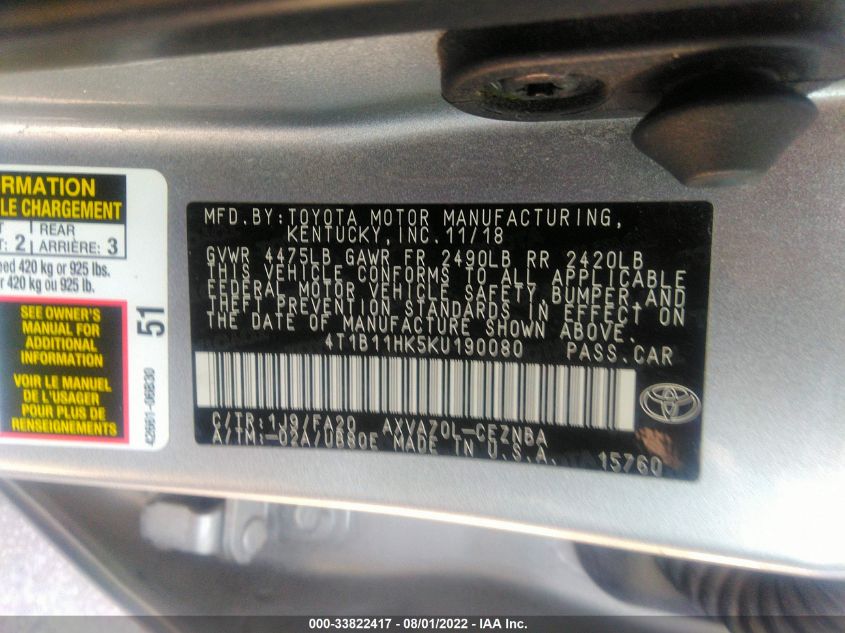 RMATION
LE CHARGEMENT
REAR
: 2 ARRIÈRE: 3
ned 420 kg or 925 lbs.
r 420 kg ou 925 lb.
SEE OWNER'S
MANUAL FOR
ADDITIONAL
INFORMATION
VOIR LE MANUEL
DE L'USAGER
POUR PLUS DE
RENSEIGNEMENTS
51
42661-06830
MFD.BY:TOYOTA MOTOR MANUFACTURING,
KENTUCKY,INC.11/18
GVWR 4475LB GAWR FR 2490LB RR 2420LB
THIS VEHICLE CONFORMS TO ALL APPLICABLE
FEDERAL MOTOR VEHICLE SAFETY,BUMPER,AND
THEFT PREVENTION STANDARDS IN EFFECT ON
THE DATE OF MANUFACTURE SHOWN ABOVE.
4T1B11HK5KU190080 PASS.CAR
C/TR:1J9/FA20 AXVA70L-CEZNBA
A/TM:-02A/UB80E MADE IN U.S.A.
15760
000-33822417 - 08/01/2022 - IAA Inc.